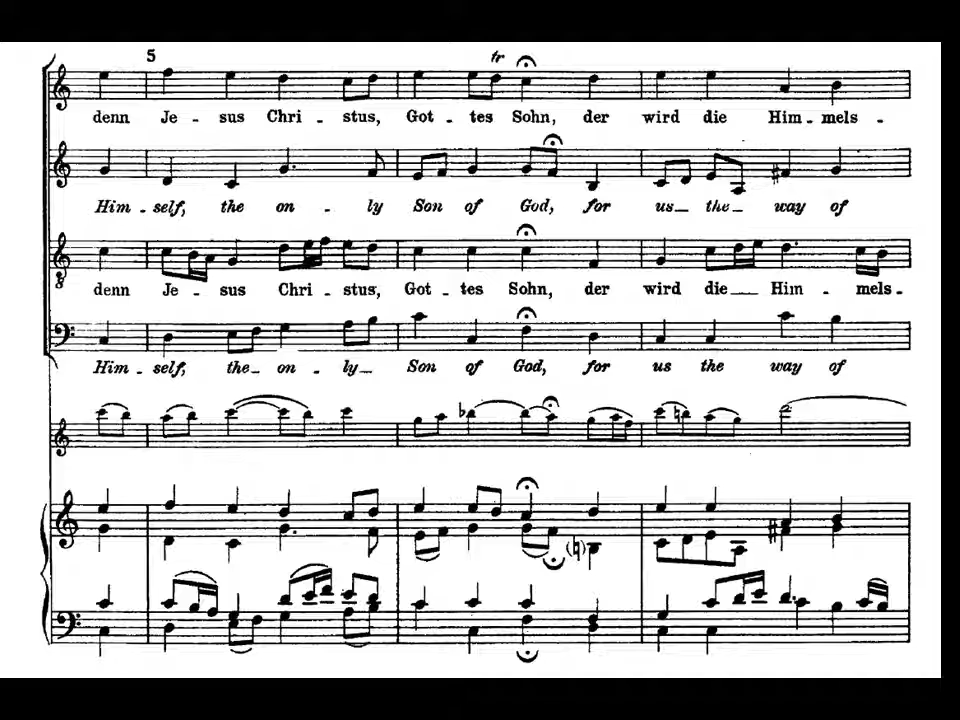 5
tr
denn Je - sus Chri - stus, Got - tes Sohn, der wird die Him - mels -
Him - self, the on - ly Son of God, for us the way of
8
denn Je - sus Chri - stus, Got - tes Sohn, der wird die Him - mels -
Him - self, the on - ly Son of God, for us the way of